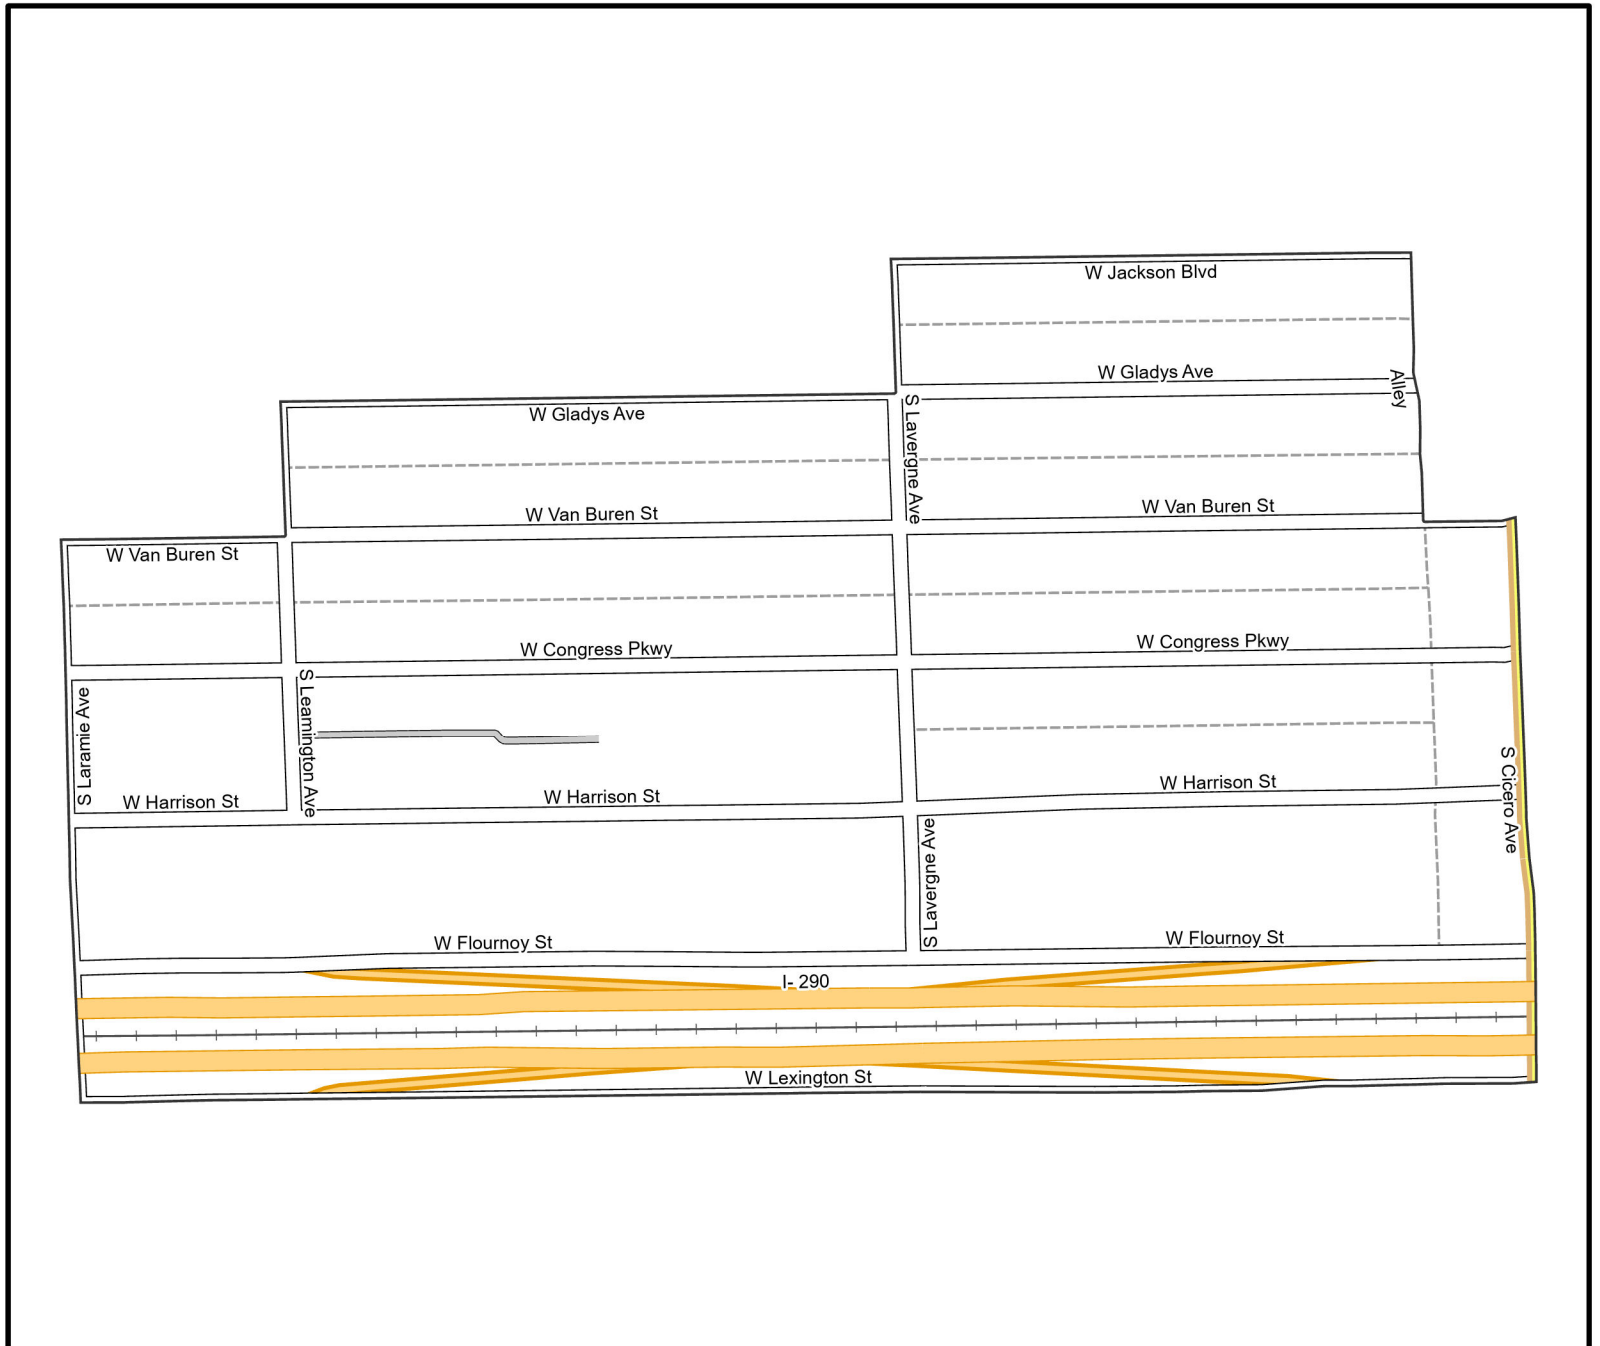 W Jackson Blvd
W Gladys Ave
Alley
W Gladys Ave
S Lavergne Ave
W Van Buren St
W Van Buren St
W Van Buren St
W Congress Pkwy
W Congress Pkwy
S Laramie Ave
S Leamington Ave
S Cicero Ave
W Harrison St
W Harrison St
W Harrison St
S Lavergne Ave
W Flournoy St
W Flournoy St
I- 290
W Lexington St